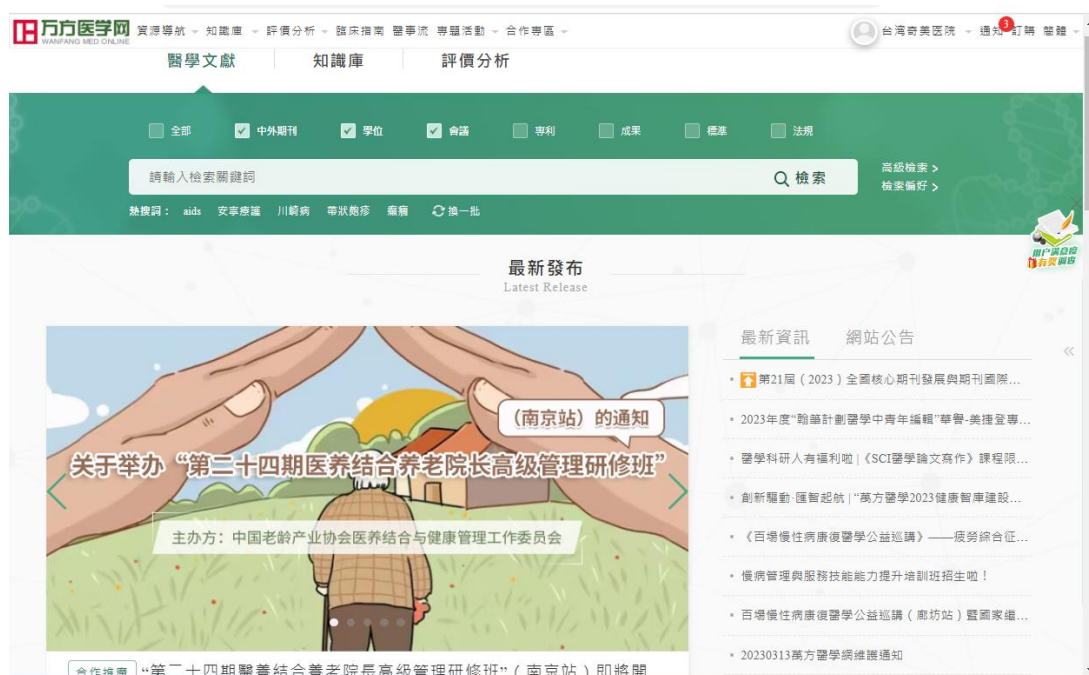 万方医学网
WANFANG MED ONLINE
資源導航 知識庫 評價分析 臨床指南 醫事流 專題活動 合作專區
台湾奇美医院 通知 3 訂購 簡體
醫學文獻 知識庫 評價分析
全部 中外期刊 學位 會議 專利 成果 標準 法規
請輸入檢索關鍵詞 檢索
高級檢索 >
檢索偏好 >
熱搜詞: aids 安寧療護 川崎病 帶狀皰疹 癲癇 換一批
用户满意度
有奖调查
最新發布
Latest Release
(南京站)的通知
关于举办“第二十四期医养结合养老院长高级管理研修班”
主办方:中国老龄产业协会医养结合与健康管理工作委员会
合作推廣 “第二十四期醫養結合養老院長高級管理研修班”(南京站)即將開
最新資訊 網站公告
第21屆(2023)全國核心期刊發展與期刊國際...
2023年度“翰筆計劃醫學中青年編輯”華譽-美捷登專...
醫學科研人有福利啦|《SCI醫學論文寫作》課程限...
創新驅動·匯智起航|“萬方醫學2023健康智庫建設...
《百場慢性病康復醫學公益巡講》——疲勞綜合征...
慢病管理與服務技能能力提升培訓班招生啦!
百場慢性病康復醫學公益巡講(廊坊站)暨國家繼...
20230313萬方醫學網維護通知